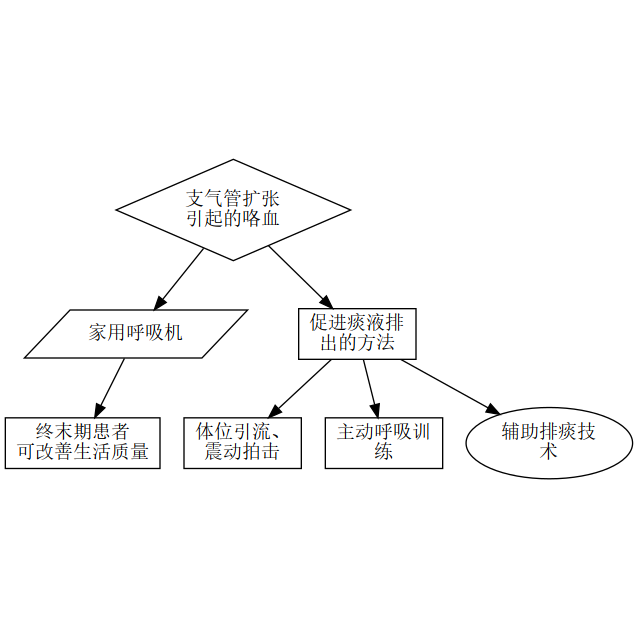 支气管扩张
引起的咯血
家用呼吸机
促进痰液排
出的方法
终末期患者
可改善生活质量
体位引流、
震动拍击
主动呼吸训
练
辅助排痰技
术